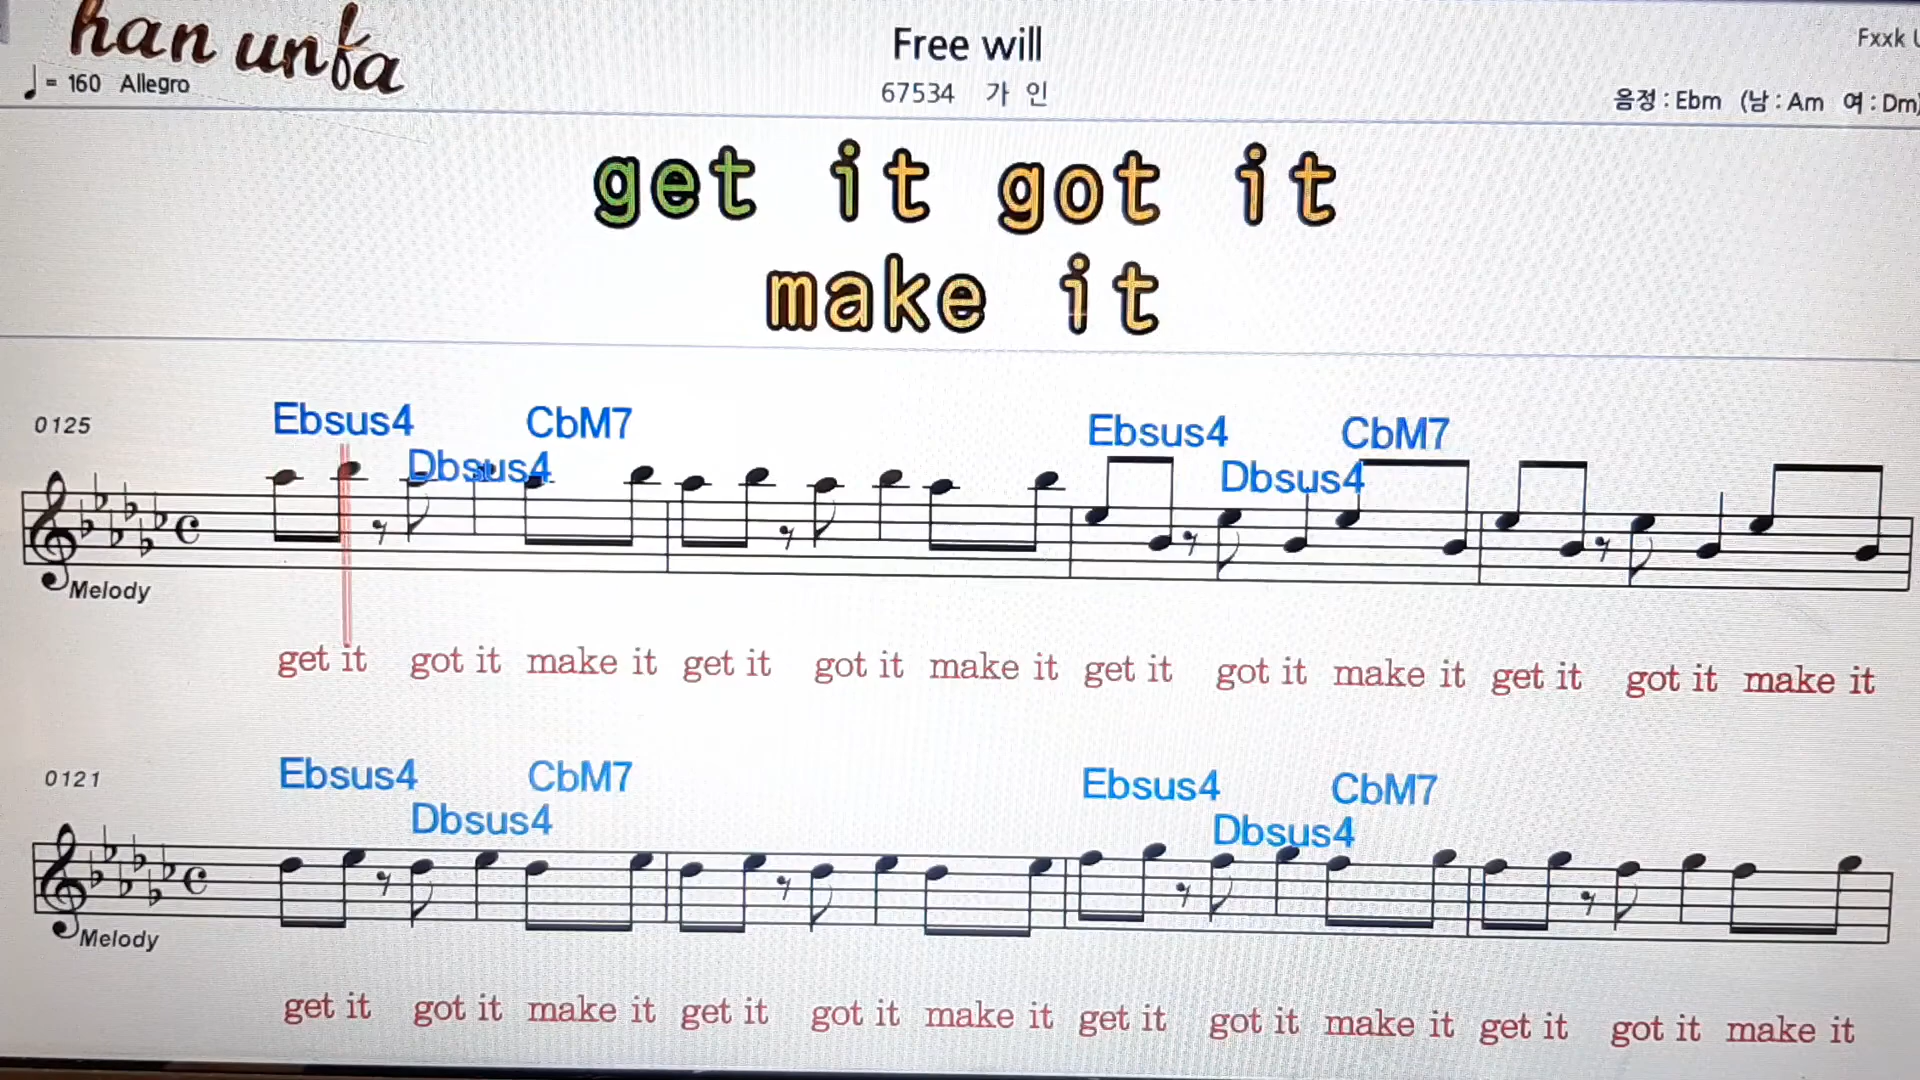 han unfa
Free will
Fxxk U
♩= 160 Allegro
67534 가 인
음정 : Ebm (남 : Am 여 : Dm)
get it got it
make it
0125
Ebsus4 CbM7 Ebsus4 CbM7
Dbsus4 Dbsus4
Melody
get it got it make it get it got it make it get it got it make it get it got it make it
0121
Ebsus4 CbM7 Ebsus4 CbM7
Dbsus4 Dbsus4
Melody
get it got it make it get it got it make it get it got it make it get it got it make it